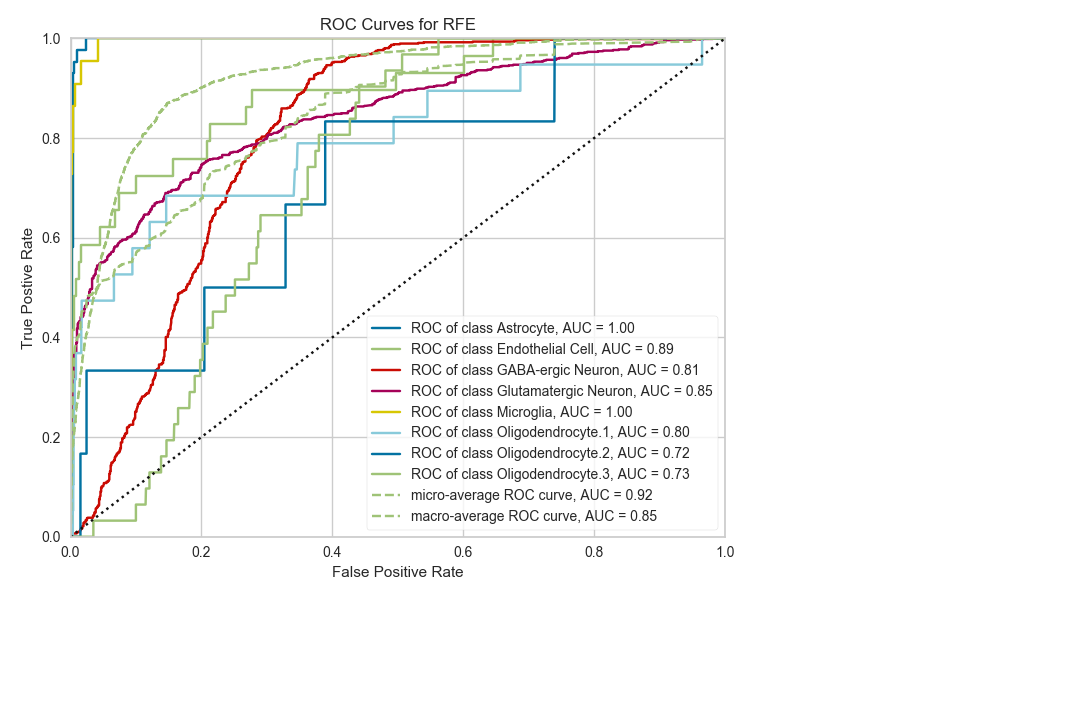 ROC Curves for RFE
1.0
0.8
0.6
0.4
0.2
0.0
True Postive Rate
ROC of class Astrocyte, AUC = 1.00
ROC of class Endothelial Cell, AUC = 0.89
ROC of class GABA-ergic Neuron, AUC = 0.81
ROC of class Glutamatergic Neuron, AUC = 0.85
ROC of class Microglia, AUC = 1.00
ROC of class Oligodendrocyte.1, AUC = 0.80
ROC of class Oligodendrocyte.2, AUC = 0.72
ROC of class Oligodendrocyte.3, AUC = 0.73
micro-average ROC curve, AUC = 0.92
macro-average ROC curve, AUC = 0.85
0.0 0.2 0.4 0.6 0.8 1.0
False Positive Rate